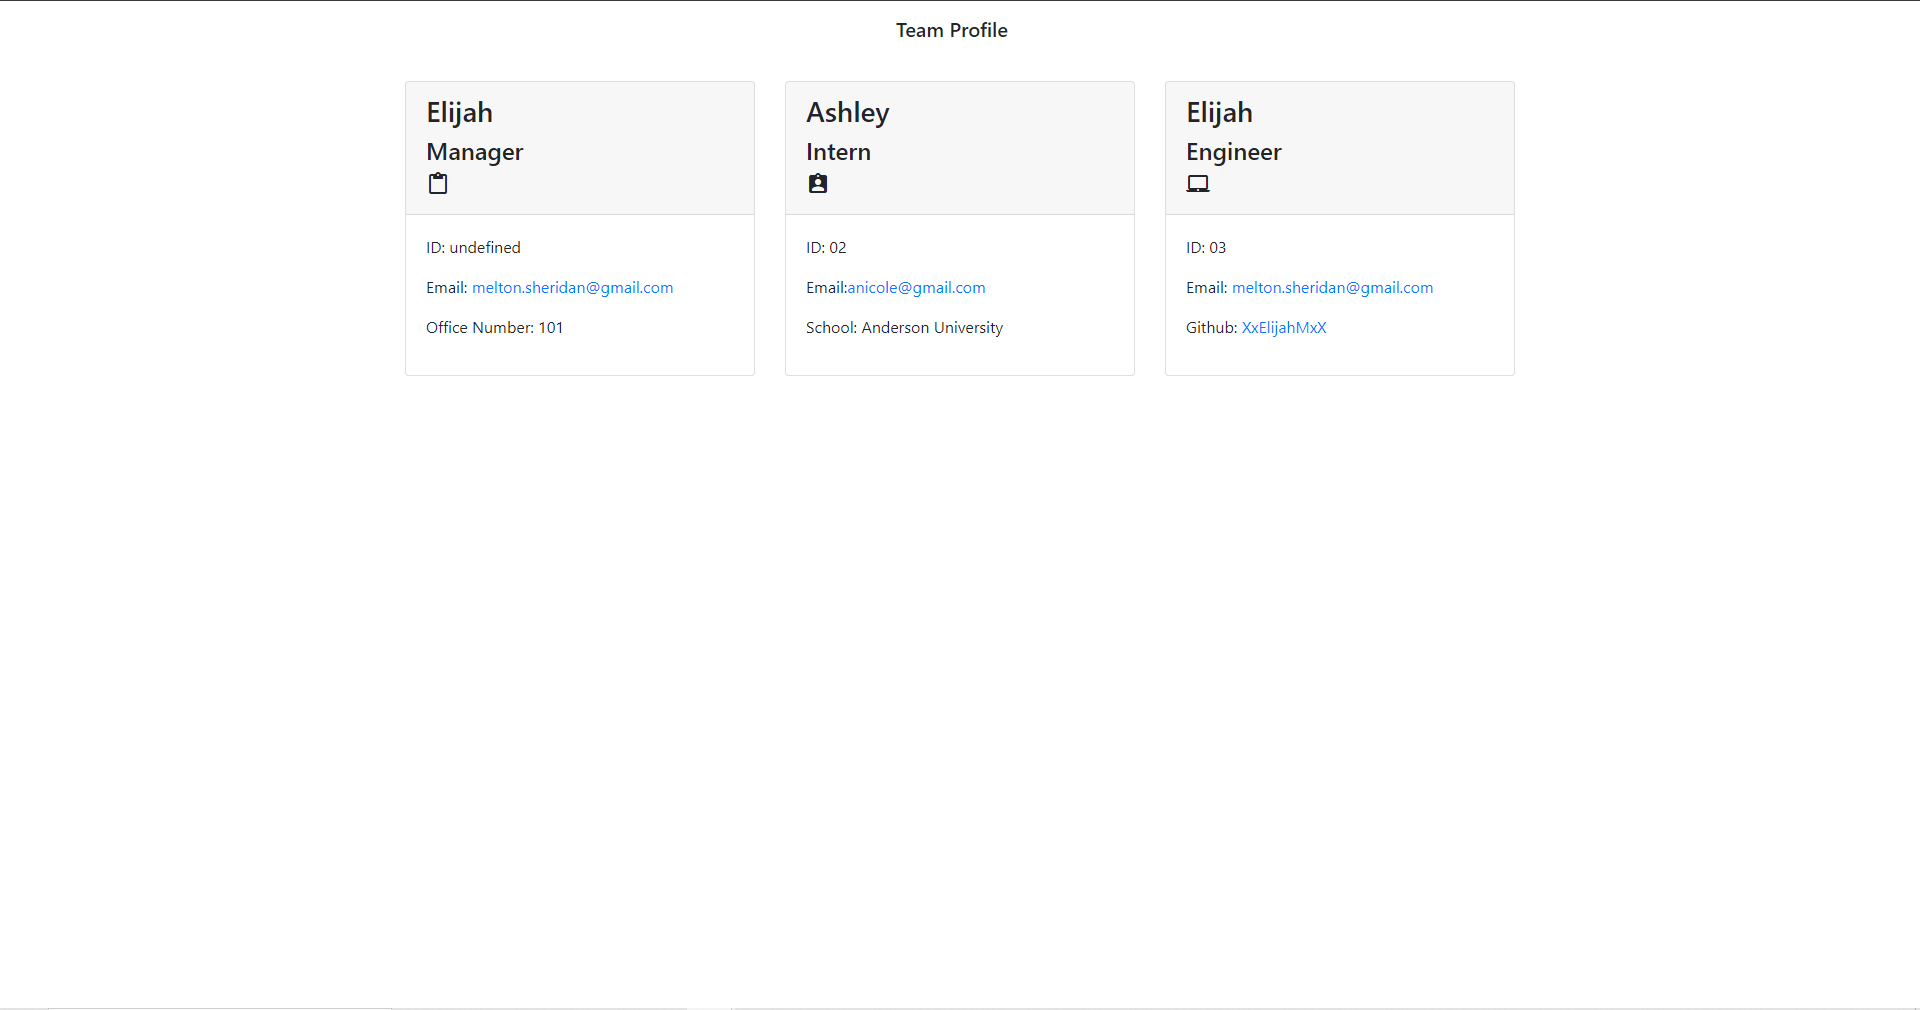 Team Profile
Elijah
Manager
ID: undefined
Email: melton.sheridan@gmail.com
Office Number: 101
Ashley
Intern
ID: 02
Email:anicole@gmail.com
School: Anderson University
Elijah
Engineer
ID: 03
Email: melton.sheridan@gmail.com
Github: XxElijahMxX